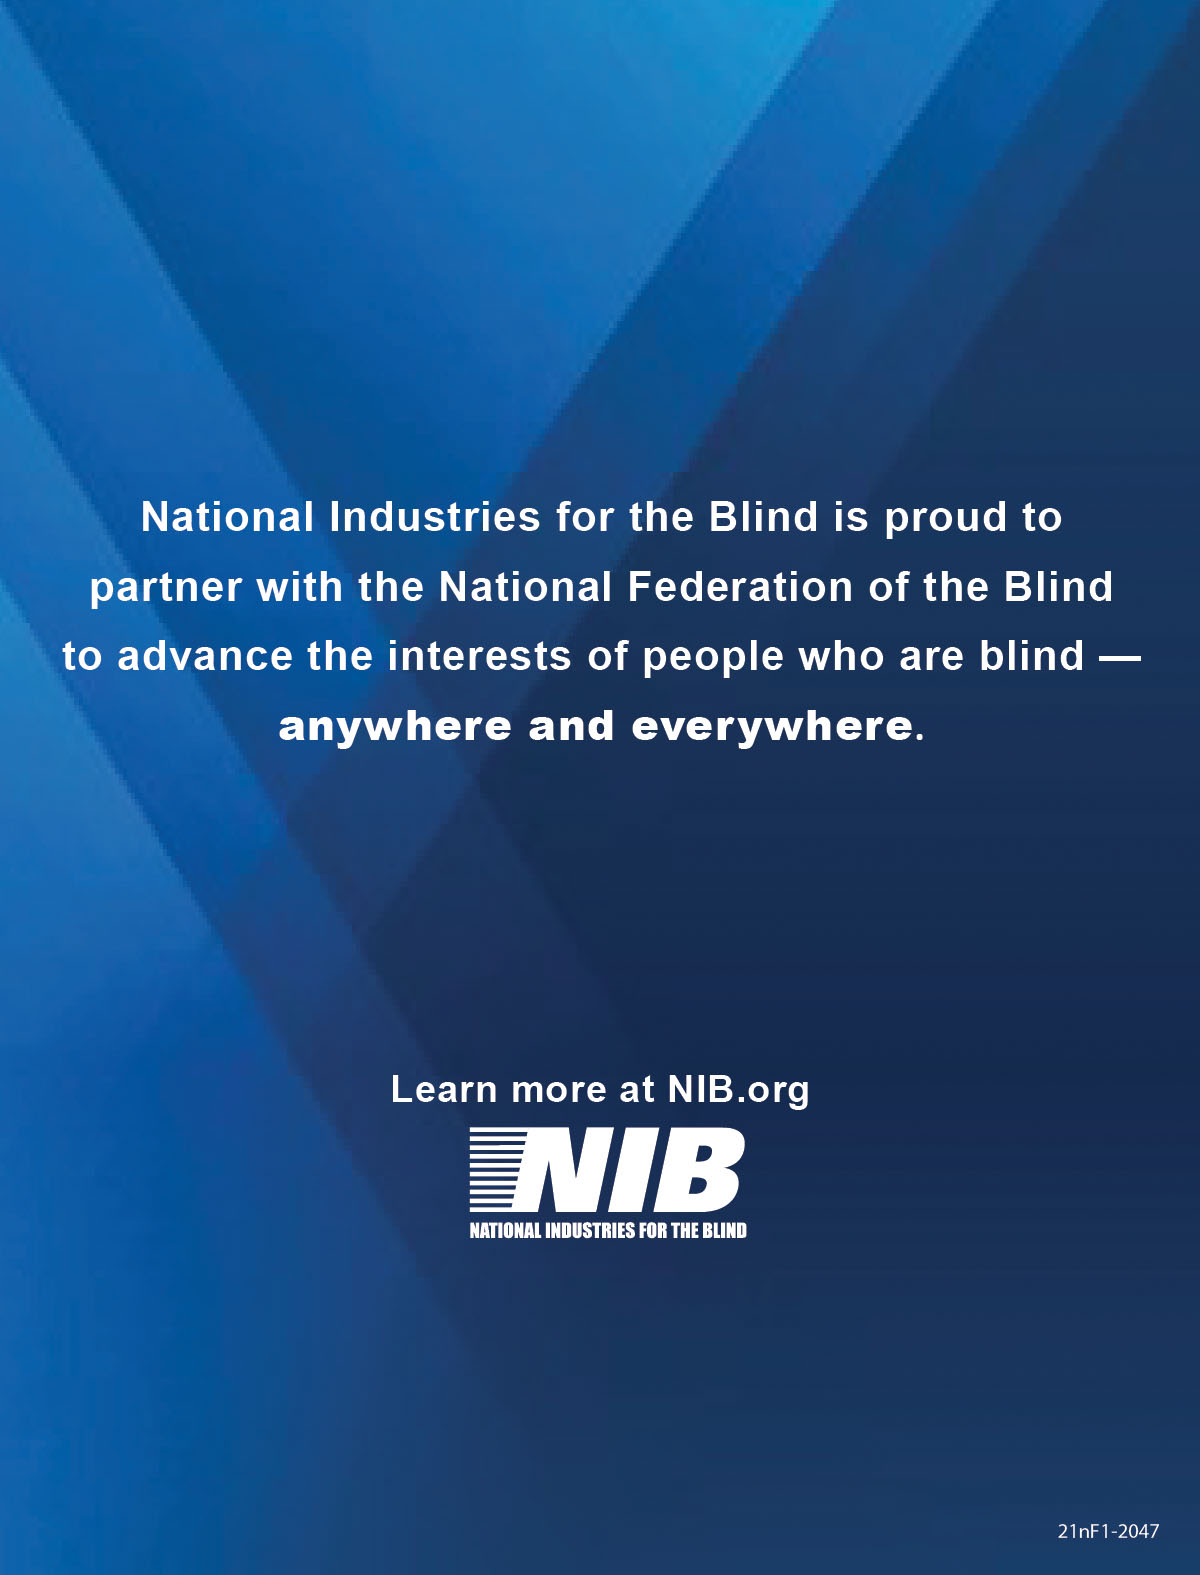 National Industries for the Blind is proud to
partner with the National Federation of the Blind
to advance the interests of people who are blind —
anywhere and everywhere.
Learn more at NIB.org
NIB
NATIONAL INDUSTRIES FOR THE BLIND
21nF1-2047